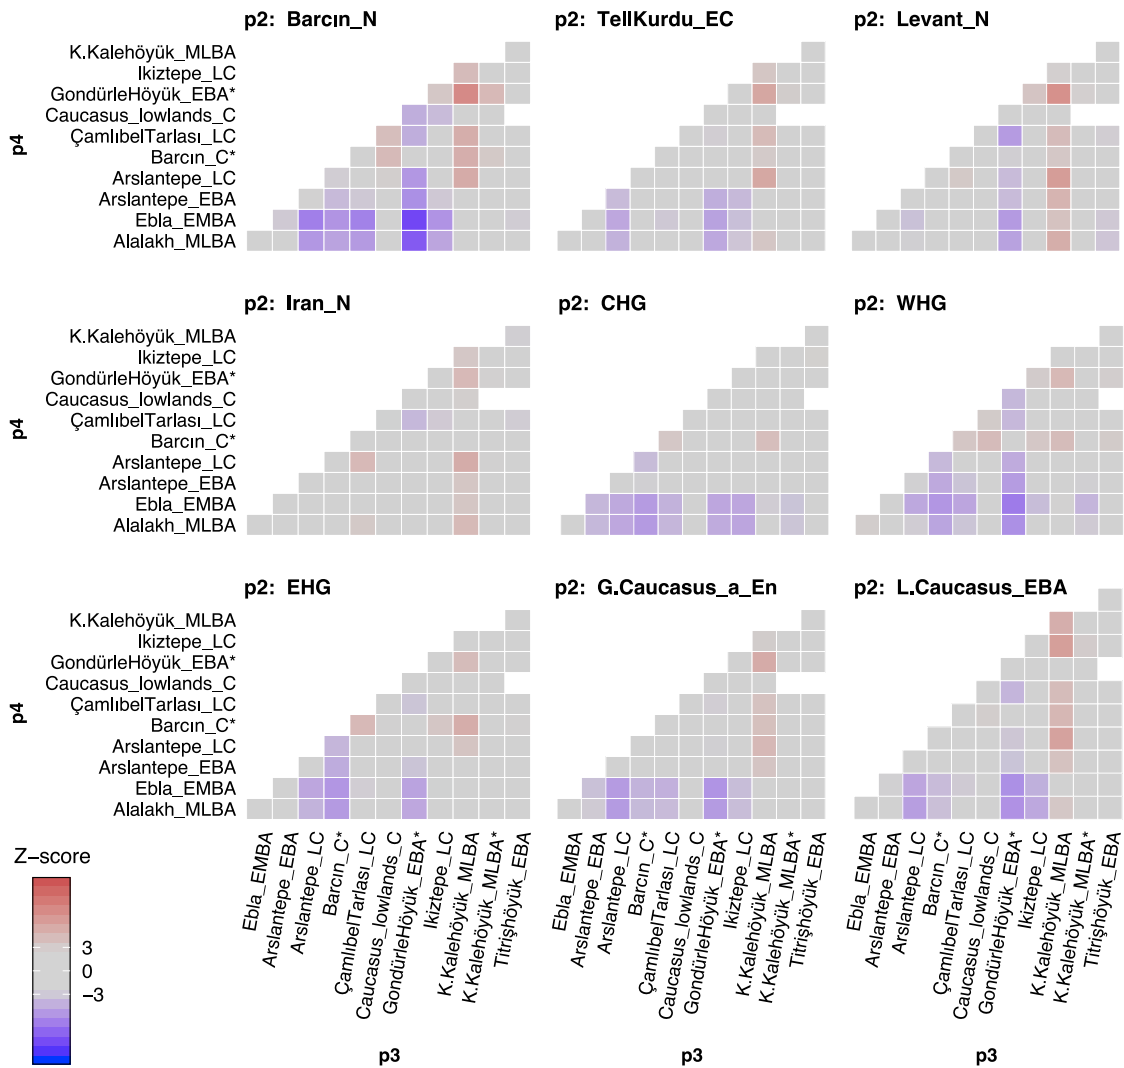 p2: Barcın_N
p2: TellKurdu_EC
p2: Levant_N
K.Kalehöyük_MLBA
Ikiztepe_LC
GondürleHöyük_EBA*
Caucasus_lowlands_C
ÇamlıbelTarlası_LC
Barcın_C*
Arslantepe_LC
Arslantepe_EBA
Ebla_EMBA
Alalakh_MLBA
p4
p2: Iran_N
p2: CHG
p2: WHG
K.Kalehöyük_MLBA
Ikiztepe_LC
GondürleHöyük_EBA*
Caucasus_lowlands_C
ÇamlıbelTarlası_LC
Barcın_C*
Arslantepe_LC
Arslantepe_EBA
Ebla_EMBA
Alalakh_MLBA
p4
p2: EHG
p2: G.Caucasus_a_En
p2: L.Caucasus_EBA
K.Kalehöyük_MLBA
Ikiztepe_LC
GondürleHöyük_EBA*
Caucasus_lowlands_C
ÇamlıbelTarlası_LC
Barcın_C*
Arslantepe_LC
Arslantepe_EBA
Ebla_EMBA
Alalakh_MLBA
p4
Ebla_EMBA
Arslantepe_EBA
Arslantepe_LC
Barcın_C*
ÇamlıbelTarlası_LC
Caucasus_lowlands_C
GondürleHöyük_EBA*
Ikiztepe_LC
K.Kalehöyük_MLBA
K.Kalehöyük_MLBA*
Titrişhöyük_EBA
Ebla_EMBA
Arslantepe_EBA
Arslantepe_LC
Barcın_C*
ÇamlıbelTarlası_LC
Caucasus_lowlands_C
GondürleHöyük_EBA*
Ikiztepe_LC
K.Kalehöyük_MLBA
K.Kalehöyük_MLBA*
Titrişhöyük_EBA
Ebla_EMBA
Arslantepe_EBA
Arslantepe_LC
Barcın_C*
ÇamlıbelTarlası_LC
Caucasus_lowlands_C
GondürleHöyük_EBA*
Ikiztepe_LC
K.Kalehöyük_MLBA
K.Kalehöyük_MLBA*
Titrişhöyük_EBA
p3
p3
p3
Z−score
3
0
−3